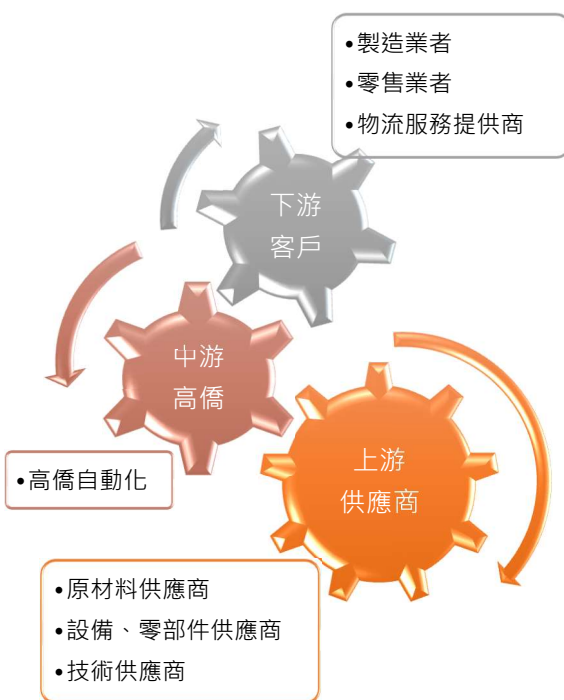 •製造業者
•零售業者
•物流服務提供商
下游
客戶
中游
高僑
上游
供應商
•高僑自動化
•原材料供應商
•設備、零部件供應商
•技術供應商